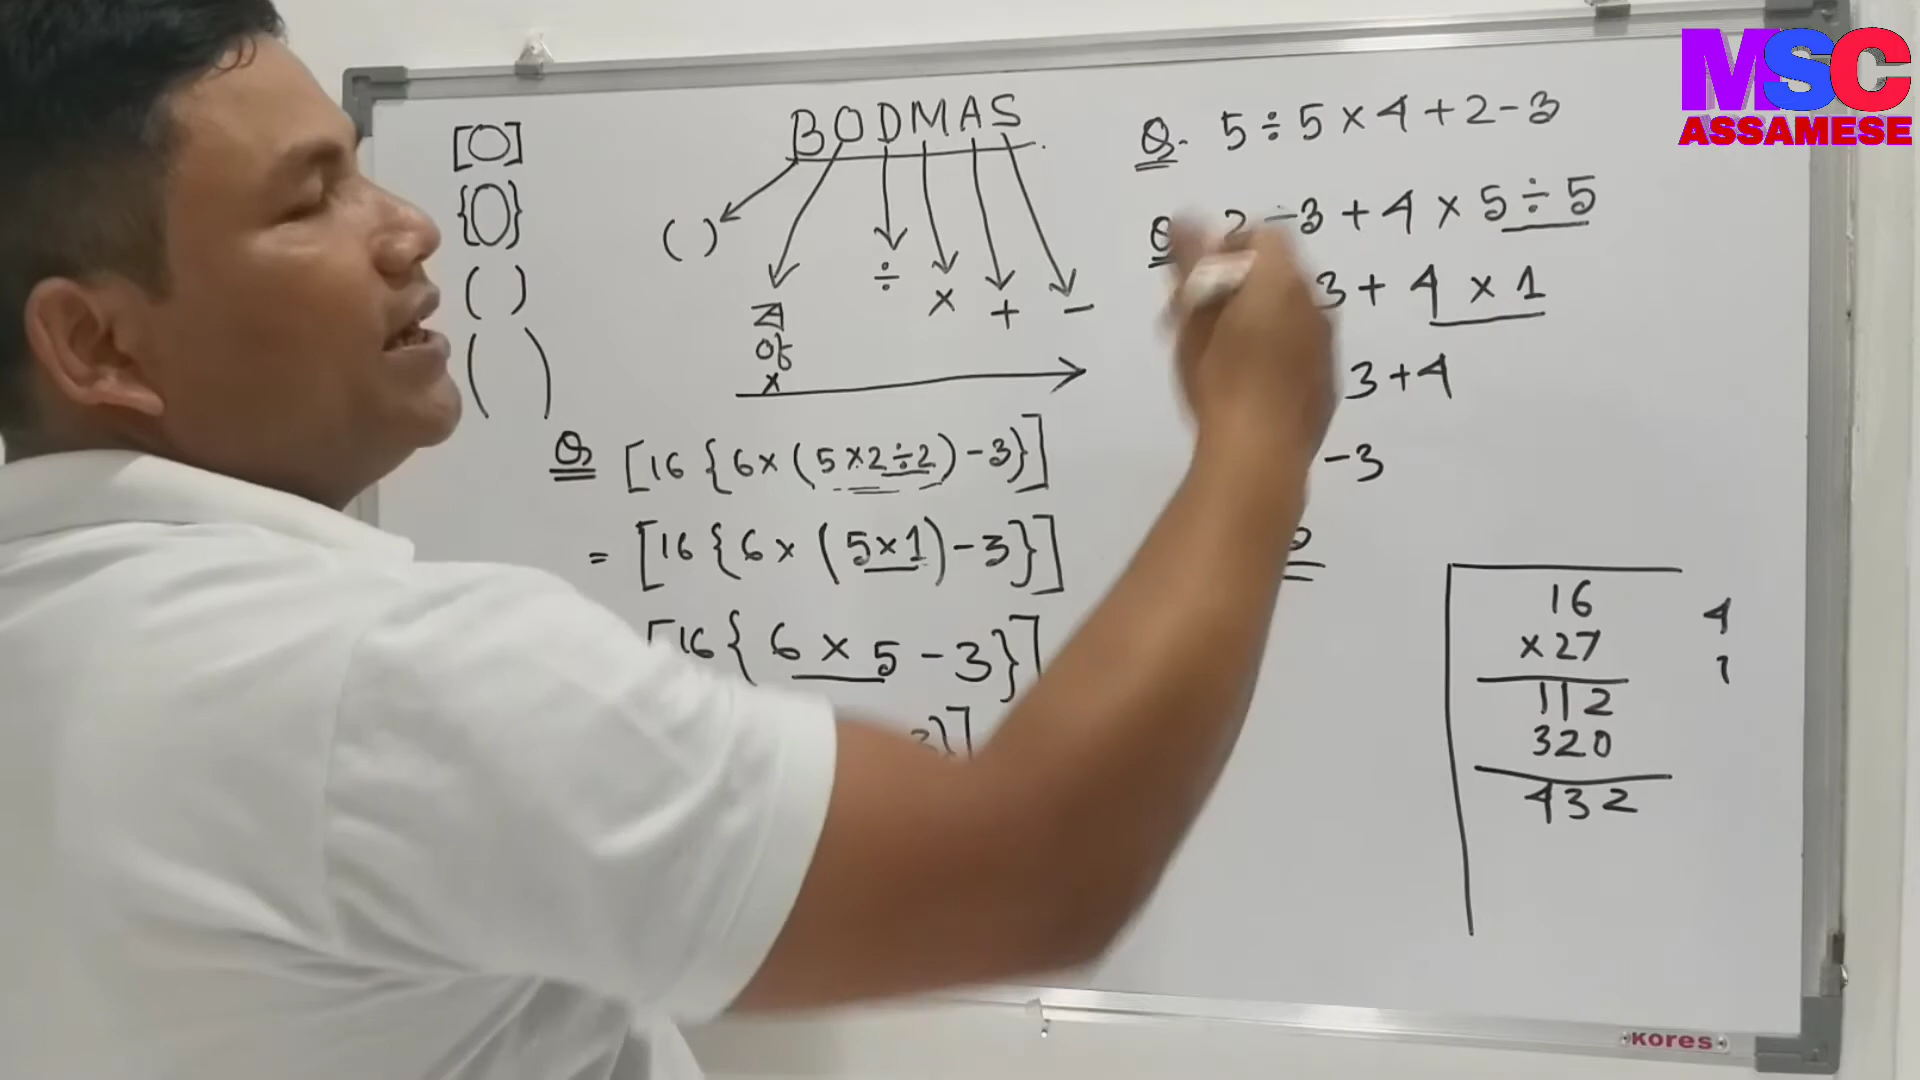 MSC
ASSAMESE
BODMAS
[O]
{O}
( )
( )
( )
÷
×
+
−
of
×
Q. 5 ÷ 5 × 4 + 2 - 3
Q 2 - 3 + 4 × 5 ÷ 5
3 + 4 × 1
3 + 4
- 3
Q [16 {6 × (5 × 2 ÷ 2) - 3}]
= [16 {6 × (5 × 1) - 3}]
[16 { 6 × 5 - 3}]
3}]
16
× 27
112
320
432
4
1
Kores